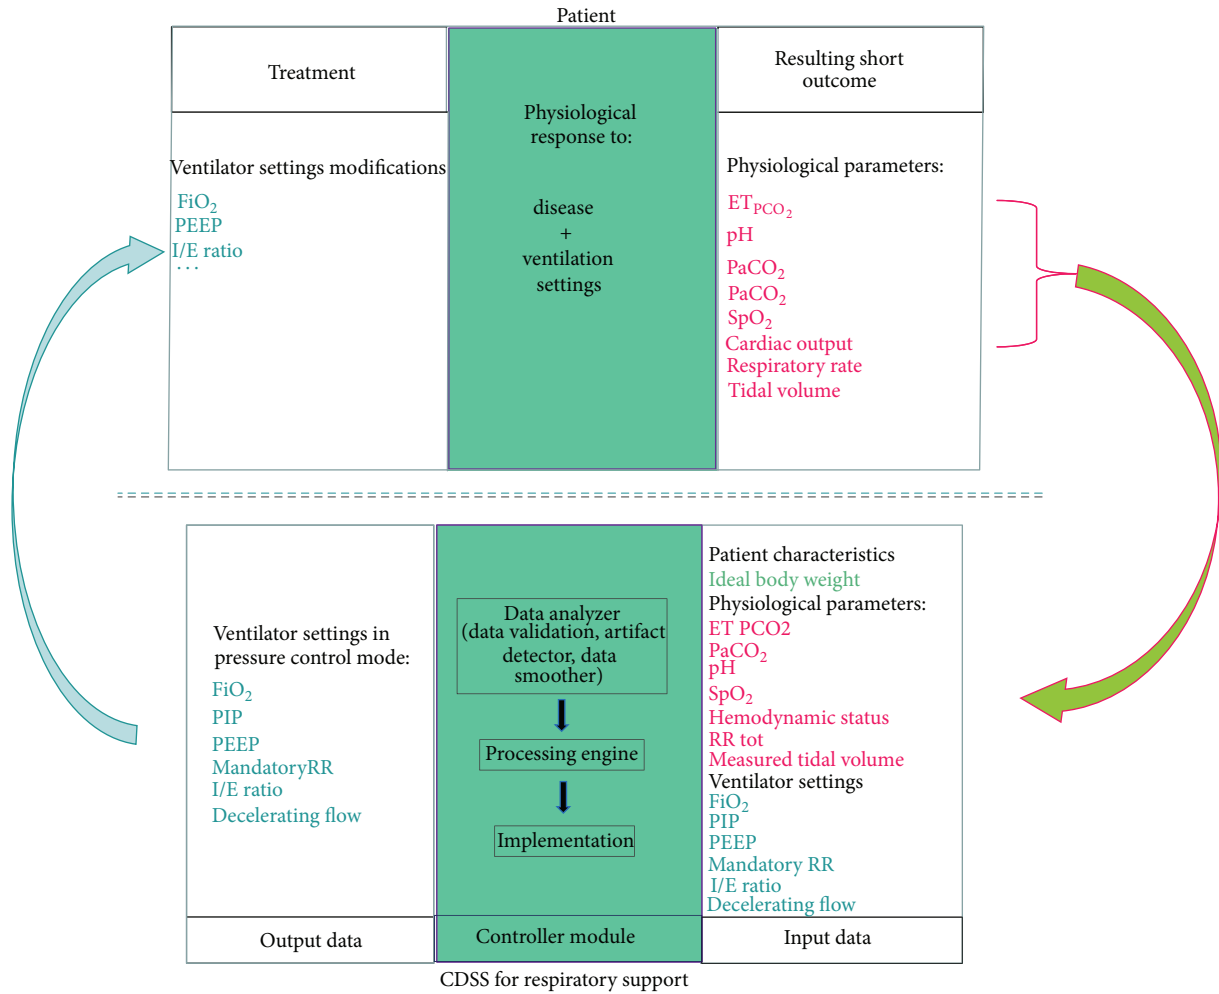 Patient
Treatment
Ventilator settings modifications
FiO₂
PEEP
I/E ratio
...
Physiological
response to:
disease
+
ventilation
settings
Resulting short
outcome
Physiological parameters:
ET_PCO₂
pH
PaCO₂
PaCO₂
SpO₂
Cardiac output
Respiratory rate
Tidal volume
Ventilator settings in
pressure control mode:
FiO₂
PIP
PEEP
MandatoryRR
I/E ratio
Decelerating flow
Output data
Data analyzer
(data validation, artifact
detector, data
smoother)
Processing engine
Implementation
Controller module
Patient characteristics
Ideal body weight
Physiological parameters:
ET PCO2
PaCO₂
pH
SpO₂
Hemodynamic status
RR tot
Measured tidal volume
Ventilator settings
FiO₂
PIP
PEEP
Mandatory RR
I/E ratio
Decelerating flow
Input data
CDSS for respiratory support